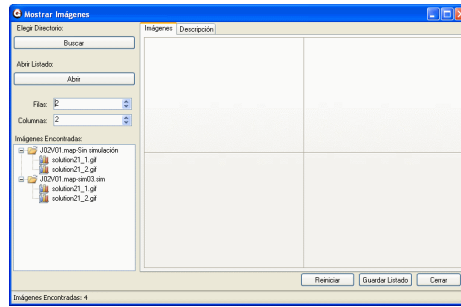 Mostrar Imágenes
Elegir Directorio:
Buscar
Abrir Listado:
Abrir
Filas: 2
Columnas: 2
Imágenes Encontradas:
J02V01.map-Sin simulación
solution21_1.gif
solution21_2.gif
J02V01.map-sim03.sim
solution21_1.gif
solution21_2.gif
Imágenes Descripción
Reiniciar Guardar Listado Cerrar
Imágenes Encontradas: 4